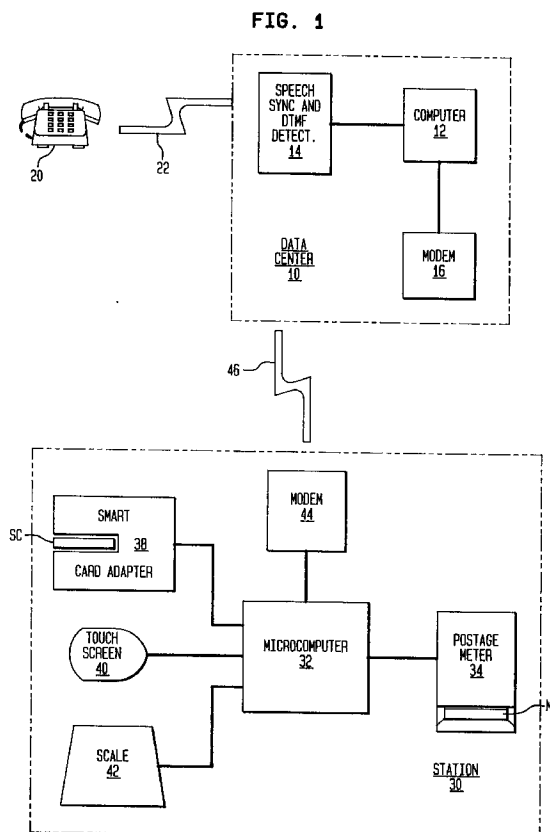 FIG. 1
SPEECH
SYNC AND
DTMF
DETECT.
14
COMPUTER
12
20
22
DATA
CENTER
10
MODEM
16
46
SMART
38
CARD ADAPTER
SC
MODEM
44
TOUCH
SCREEN
40
MICROCOMPUTER
32
POSTAGE
METER
34
M
SCALE
42
STATION
30